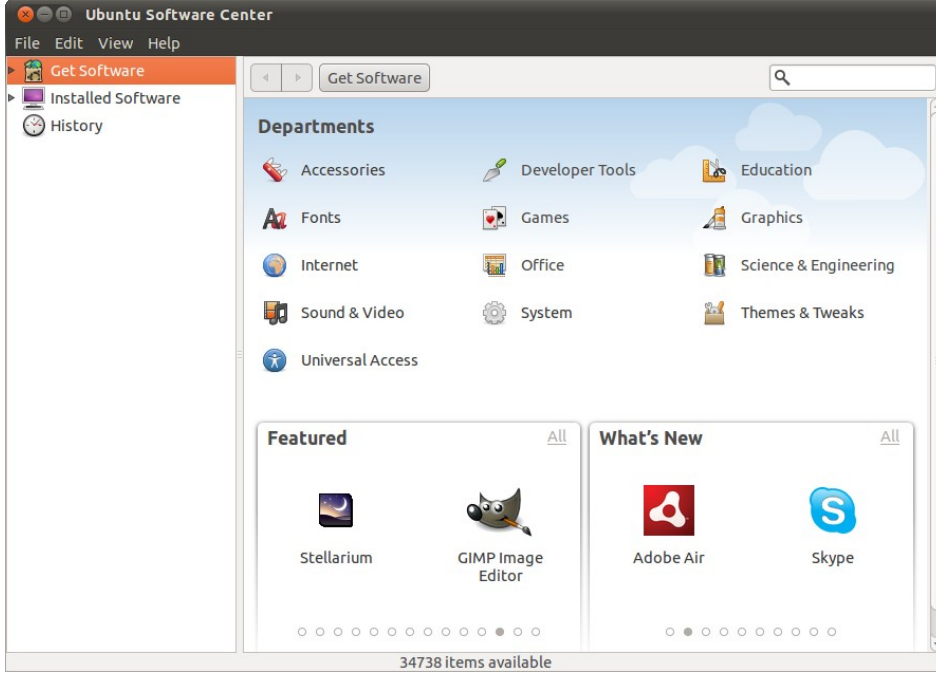 Ubuntu Software Center
File Edit View Help
Get Software
Installed Software
History
Get Software
Departments
Accessories
Developer Tools
Education
Fonts
Games
Graphics
Internet
Office
Science & Engineering
Sound & Video
System
Themes & Tweaks
Universal Access
Featured
All
What's New
All
Stellarium
GIMP Image
Editor
Adobe Air
Skype
34738 items available